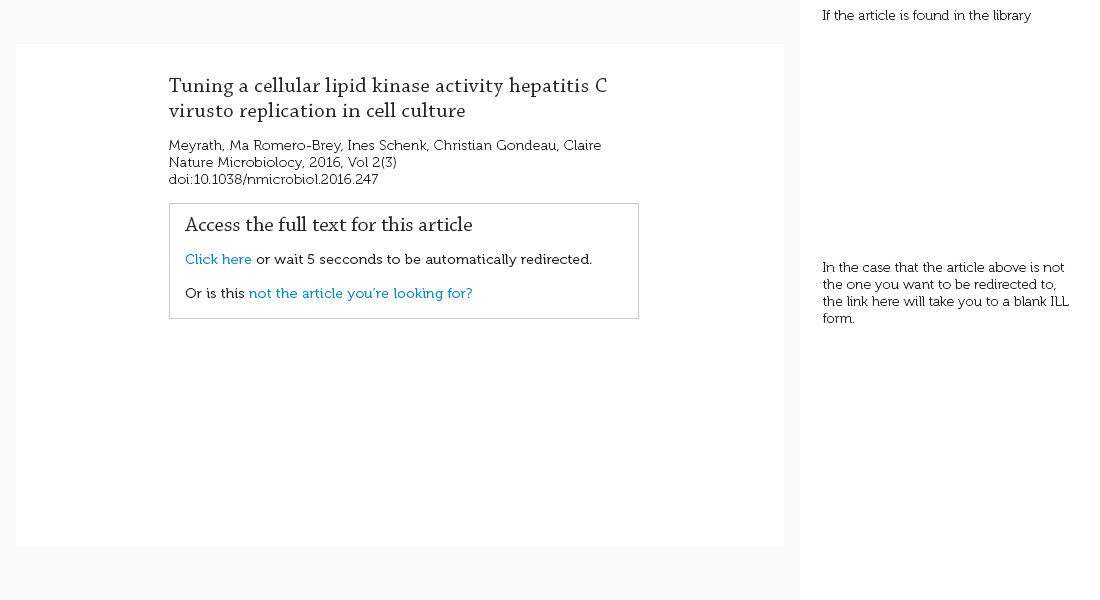 If the article is found in the library
Tuning a cellular lipid kinase activity hepatitis C
virusto replication in cell culture
Meyrath, Ma Romero-Brey, Ines Schenk, Christian Gondeau, Claire
Nature Microbiolocy, 2016, Vol 2(3)
doi:10.1038/nmicrobiol.2016.247
Access the full text for this article
Click here or wait 5 secconds to be automatically redirected.
Or is this not the article you're looking for?
In the case that the article above is not
the one you want to be redirected to,
the link here will take you to a blank ILL
form.